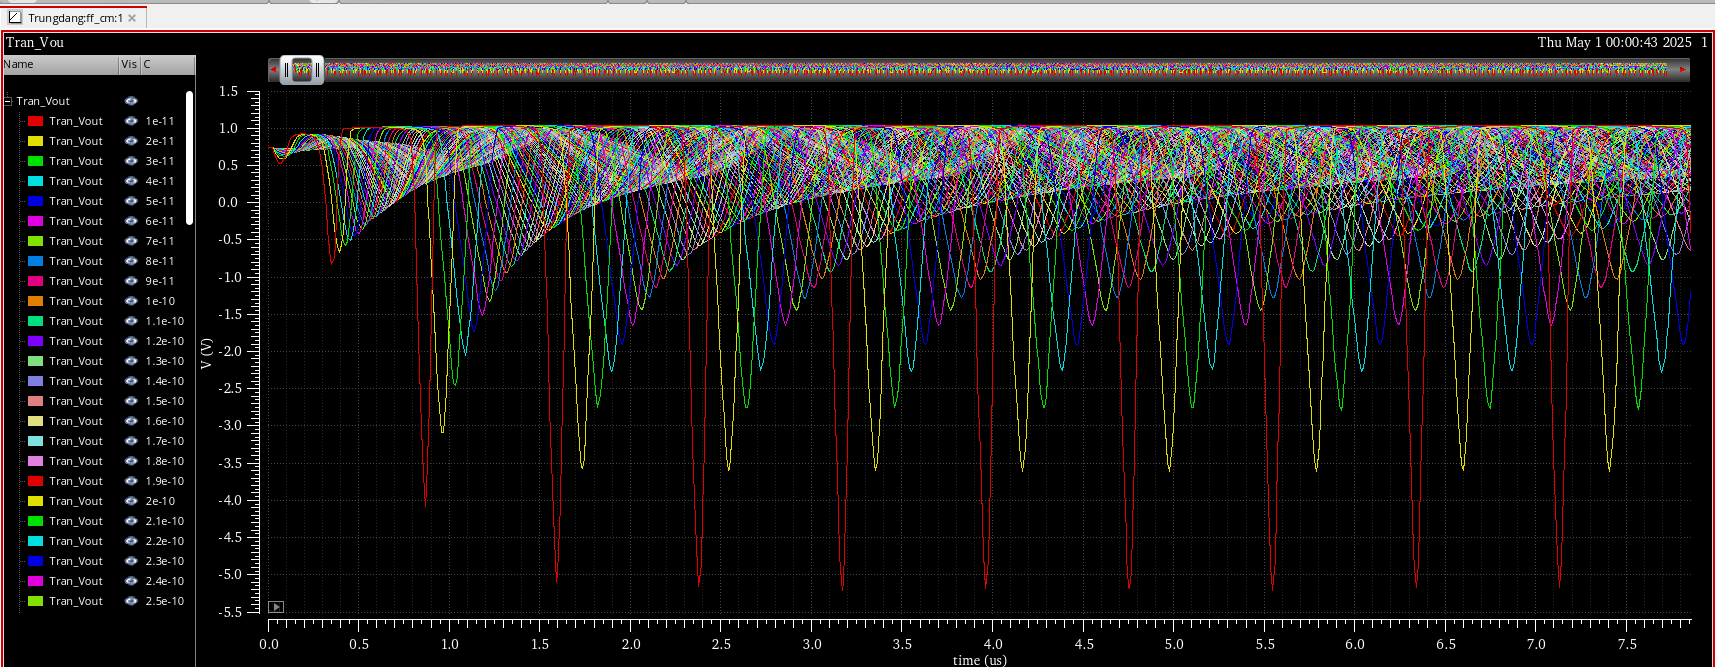 Trungdang:ff_cm:1
Tran_Vou
Thu May 1 00:00:43 2025 1
Name Vis C
Tran_Vout
Tran_Vout 1e-11
Tran_Vout 2e-11
Tran_Vout 3e-11
Tran_Vout 4e-11
Tran_Vout 5e-11
Tran_Vout 6e-11
Tran_Vout 7e-11
Tran_Vout 8e-11
Tran_Vout 9e-11
Tran_Vout 1e-10
Tran_Vout 1.1e-10
Tran_Vout 1.2e-10
Tran_Vout 1.3e-10
Tran_Vout 1.4e-10
Tran_Vout 1.5e-10
Tran_Vout 1.6e-10
Tran_Vout 1.7e-10
Tran_Vout 1.8e-10
Tran_Vout 1.9e-10
Tran_Vout 2e-10
Tran_Vout 2.1e-10
Tran_Vout 2.2e-10
Tran_Vout 2.3e-10
Tran_Vout 2.4e-10
Tran_Vout 2.5e-10
V (V)
1.5
1.0
0.5
0.0
-0.5
-1.0
-1.5
-2.0
-2.5
-3.0
-3.5
-4.0
-4.5
-5.0
-5.5
0.0 0.5 1.0 1.5 2.0 2.5 3.0 3.5 4.0 4.5 5.0 5.5 6.0 6.5 7.0 7.5
time (us)